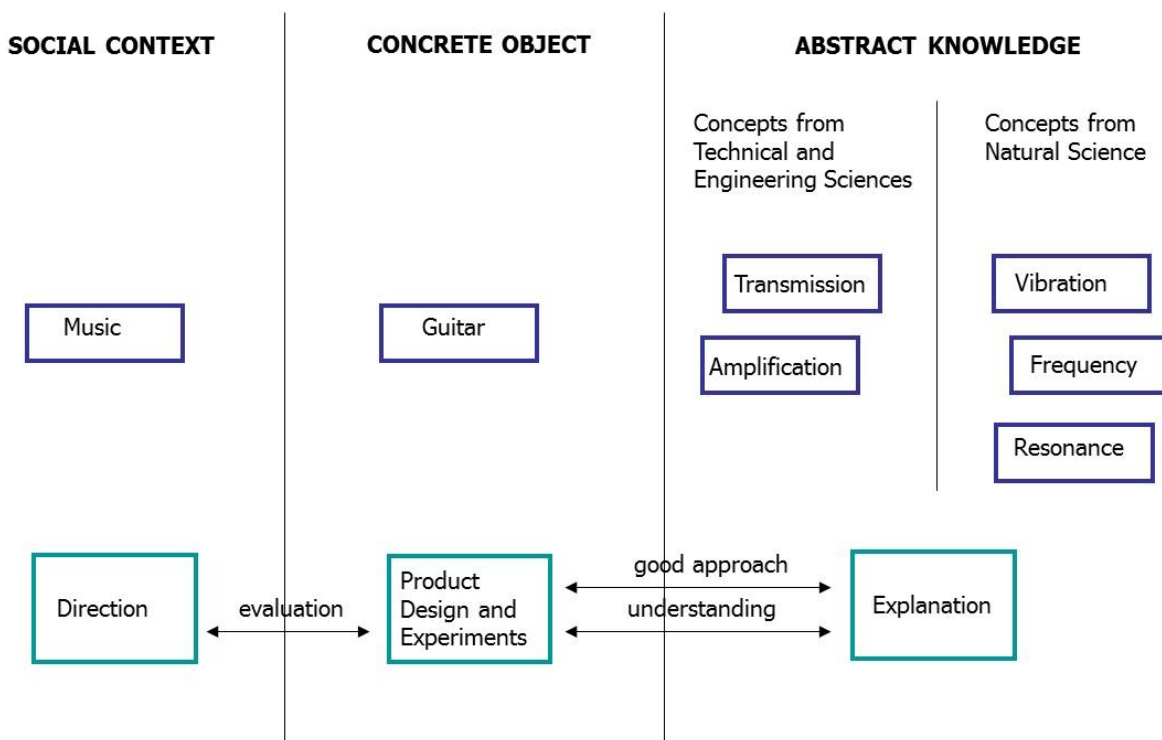 SOCIAL CONTEXT
CONCRETE OBJECT
ABSTRACT KNOWLEDGE
Concepts from
Technical and
Engineering Sciences
Concepts from
Natural Science
Music
Guitar
Transmission
Amplification
Vibration
Frequency
Resonance
Direction
evaluation
Product
Design and
Experiments
good approach
understanding
Explanation